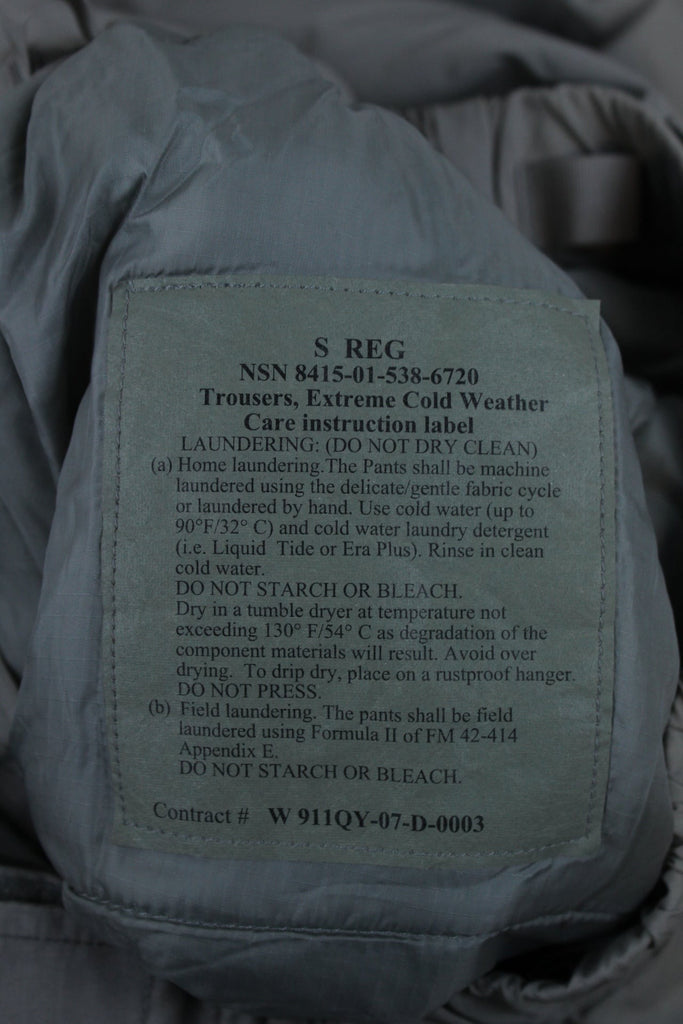 S REG
NSN 8415-01-538-6720
Trousers, Extreme Cold Weather
Care instruction label
LAUNDERING: (DO NOT DRY CLEAN)
(a) Home laundering.The Pants shall be machine
laundered using the delicate/gentle fabric cycle
or laundered by hand. Use cold water (up to
90°F/32° C) and cold water laundry detergent
(i.e. Liquid Tide or Era Plus). Rinse in clean
cold water.
DO NOT STARCH OR BLEACH.
Dry in a tumble dryer at temperature not
exceeding 130° F/54° C as degradation of the
component materials will result. Avoid over
drying. To drip dry, place on a rustproof hanger.
DO NOT PRESS.
(b) Field laundering. The pants shall be field
laundered using Formula II of FM 42-414
Appendix E.
DO NOT STARCH OR BLEACH.
Contract # W 911QY-07-D-0003